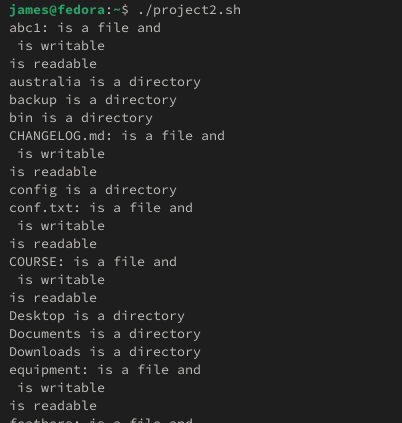 james@fedora:~$ ./project2.sh
abc1: is a file and
 is writable
is readable
australia is a directory
backup is a directory
bin is a directory
CHANGELOG.md: is a file and
 is writable
is readable
config is a directory
conf.txt: is a file and
 is writable
is readable
COURSE: is a file and
 is writable
is readable
Desktop is a directory
Documents is a directory
Downloads is a directory
equipment: is a file and
 is writable
is readable
is a file and